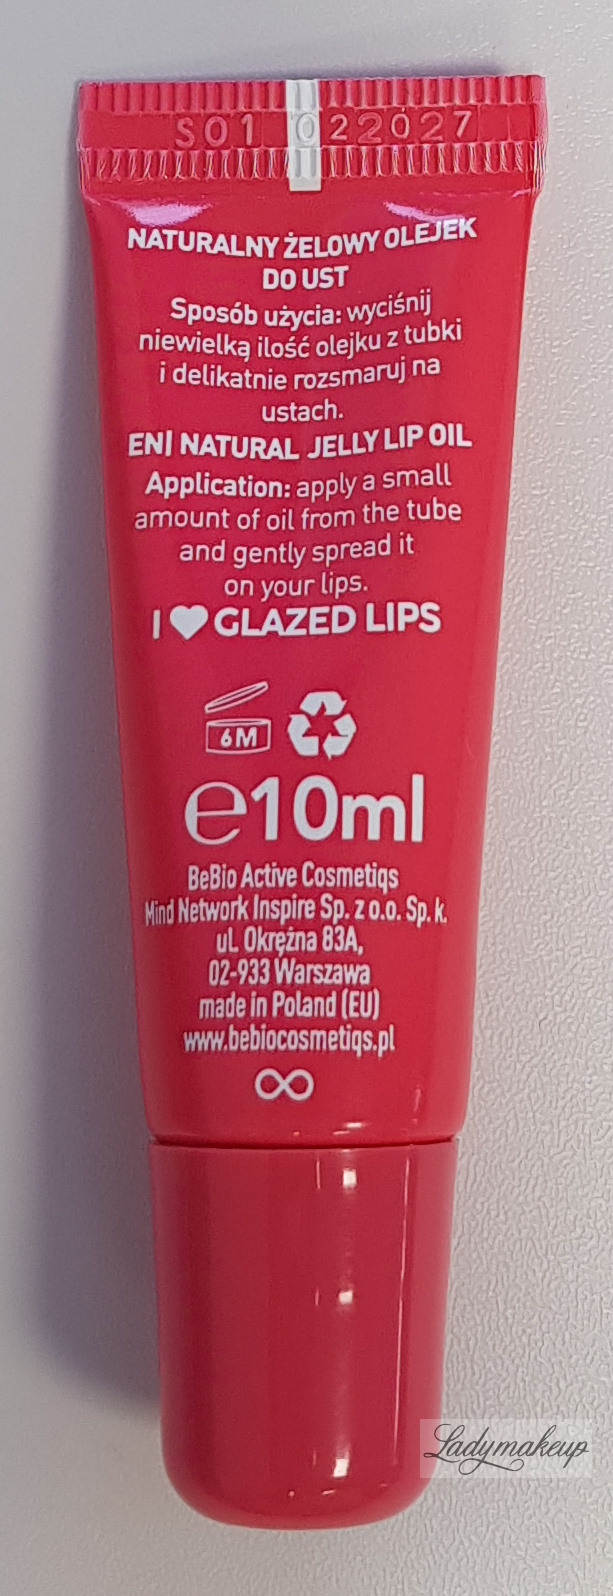 S01 022027
NATURALNY ŻELOWY OLEJEK
DO UST
Sposób użycia: wyciśnij
niewielką ilość olejku z tubki
i delikatnie rozsmaruj na
ustach.
EN| NATURAL JELLY LIP OIL
Application: apply a small
amount of oil from the tube
and gently spread it
on your lips.
I ♥ GLAZED LIPS
6M
e10ml
BeBio Active Cosmetiqs
Mind Network Inspire Sp. z o.o. Sp. k.
ul. Okrężna 83A,
02-933 Warszawa
made in Poland (EU)
www.bebiocosmetiqs.pl
Ladymakeup